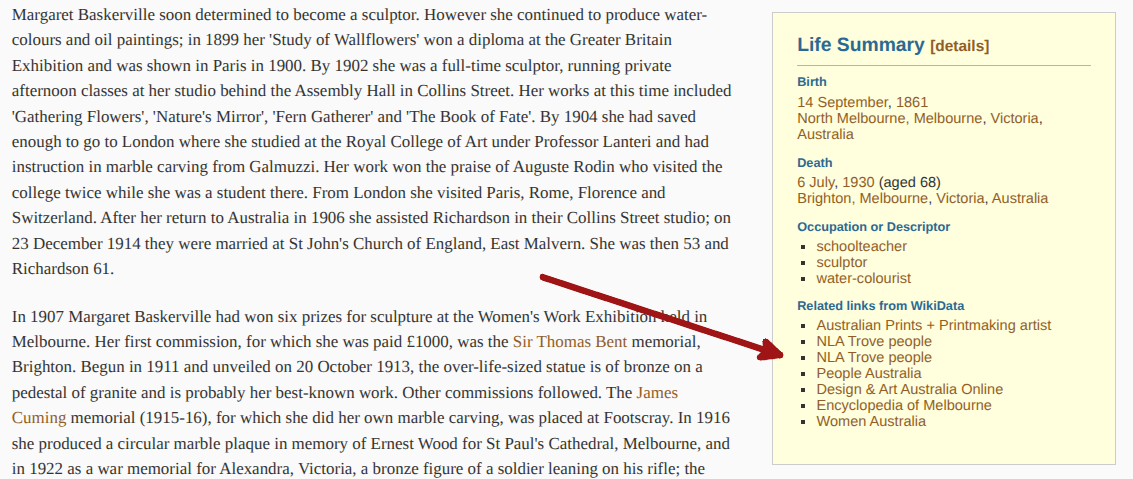 Margaret Baskerville soon determined to become a sculptor. However she continued to produce water-
colours and oil paintings; in 1899 her 'Study of Wallflowers' won a diploma at the Greater Britain
Exhibition and was shown in Paris in 1900. By 1902 she was a full-time sculptor, running private
afternoon classes at her studio behind the Assembly Hall in Collins Street. Her works at this time included
'Gathering Flowers', 'Nature's Mirror', 'Fern Gatherer' and 'The Book of Fate'. By 1904 she had saved
enough to go to London where she studied at the Royal College of Art under Professor Lanteri and had
instruction in marble carving from Galmuzzi. Her work won the praise of Auguste Rodin who visited the
college twice while she was a student there. From London she visited Paris, Rome, Florence and
Switzerland. After her return to Australia in 1906 she assisted Richardson in their Collins Street studio; on
23 December 1914 they were married at St John's Church of England, East Malvern. She was then 53 and
Richardson 61.
In 1907 Margaret Baskerville had won six prizes for sculpture at the Women's Work Exhibition held in
Melbourne. Her first commission, for which she was paid £1000, was the Sir Thomas Bent memorial,
Brighton. Begun in 1911 and unveiled on 20 October 1913, the over-life-sized statue is of bronze on a
pedestal of granite and is probably her best-known work. Other commissions followed. The James
Cuming memorial (1915-16), for which she did her own marble carving, was placed at Footscray. In 1916
she produced a circular marble plaque in memory of Ernest Wood for St Paul's Cathedral, Melbourne, and
in 1922 as a war memorial for Alexandra, Victoria, a bronze figure of a soldier leaning on his rifle; the
Life Summary [details]
Birth
14 September, 1861
North Melbourne, Melbourne, Victoria,
Australia
Death
6 July, 1930 (aged 68)
Brighton, Melbourne, Victoria, Australia
Occupation or Descriptor
schoolteacher
sculptor
water-colourist
Related links from WikiData
Australian Prints + Printmaking artist
NLA Trove people
NLA Trove people
People Australia
Design & Art Australia Online
Encyclopedia of Melbourne
Women Australia